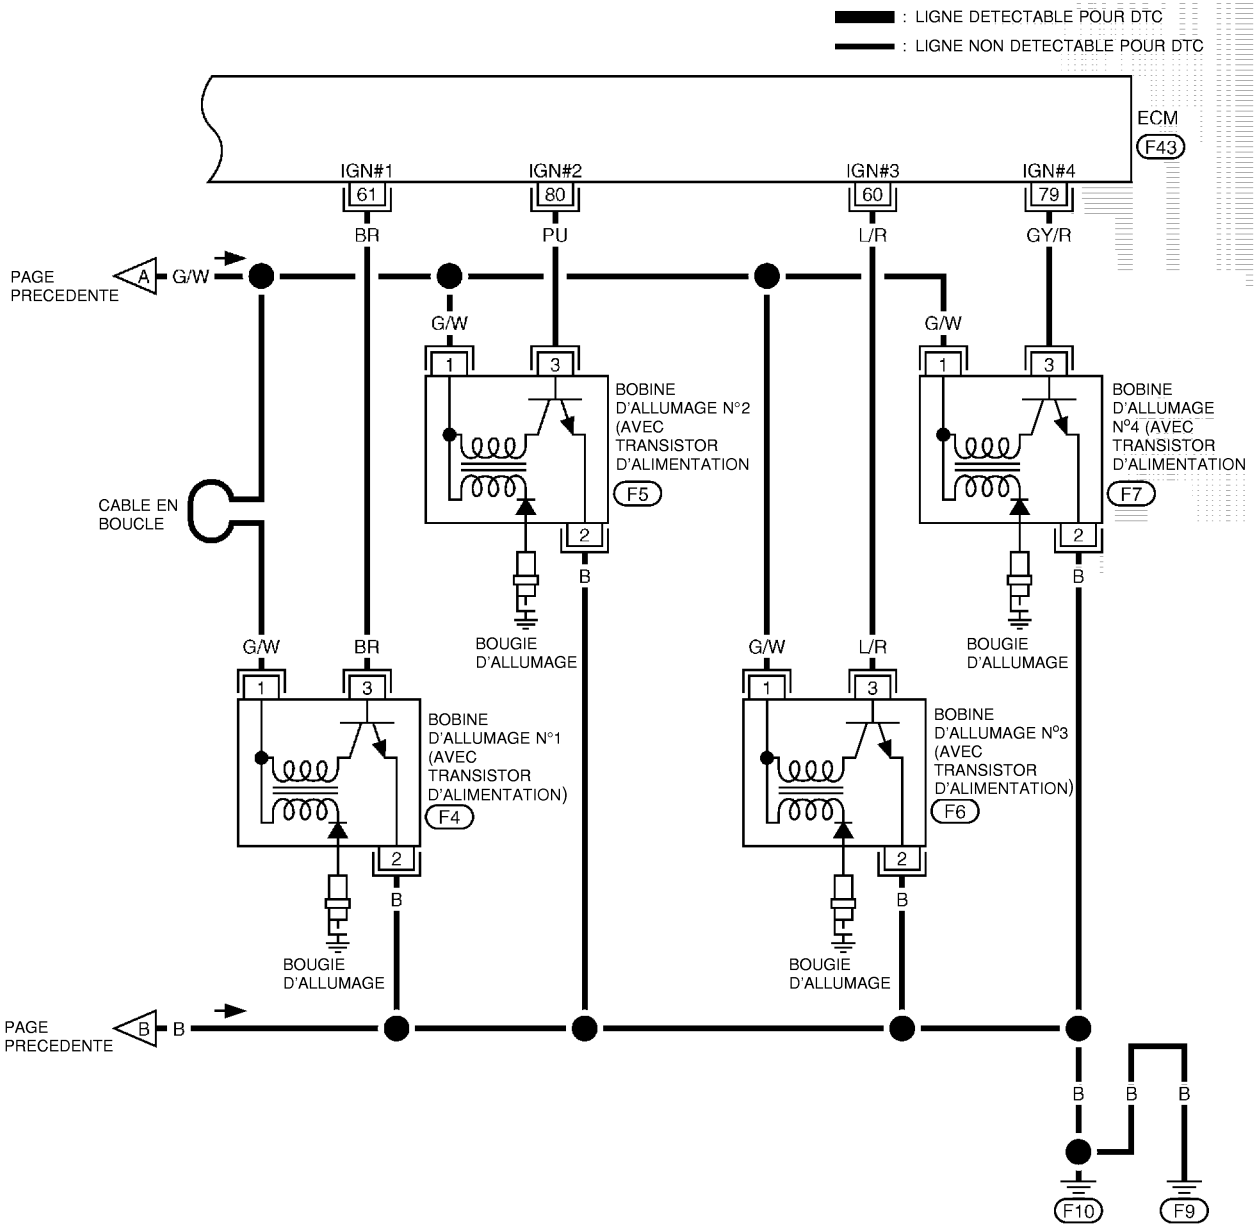 : LIGNE DETECTABLE POUR DTC
: LIGNE NON DETECTABLE POUR DTC
ECM
F43
IGN#1 IGN#2 IGN#3 IGN#4
61 80 60 79
BR PU L/R GY/R
PAGE
PRECEDENTE
A G/W
G/W G/W
1 3 1 3
BOBINE
D'ALLUMAGE N°2
(AVEC
TRANSISTOR
D'ALIMENTATION
F5
BOBINE
D'ALLUMAGE
Nº4 (AVEC
TRANSISTOR
D'ALIMENTATION
F7
CABLE EN
BOUCLE
2 2
B B
BOUGIE
D'ALLUMAGE
BOUGIE
D'ALLUMAGE
G/W BR G/W L/R
1 3 1 3
BOBINE
D'ALLUMAGE N°1
(AVEC
TRANSISTOR
D'ALIMENTATION)
F4
BOBINE
D'ALLUMAGE Nº3
(AVEC
TRANSISTOR
D'ALIMENTATION)
F6
2 2
B B
BOUGIE
D'ALLUMAGE
BOUGIE
D'ALLUMAGE
PAGE
PRECEDENTE
B B
B B B
F10 F9